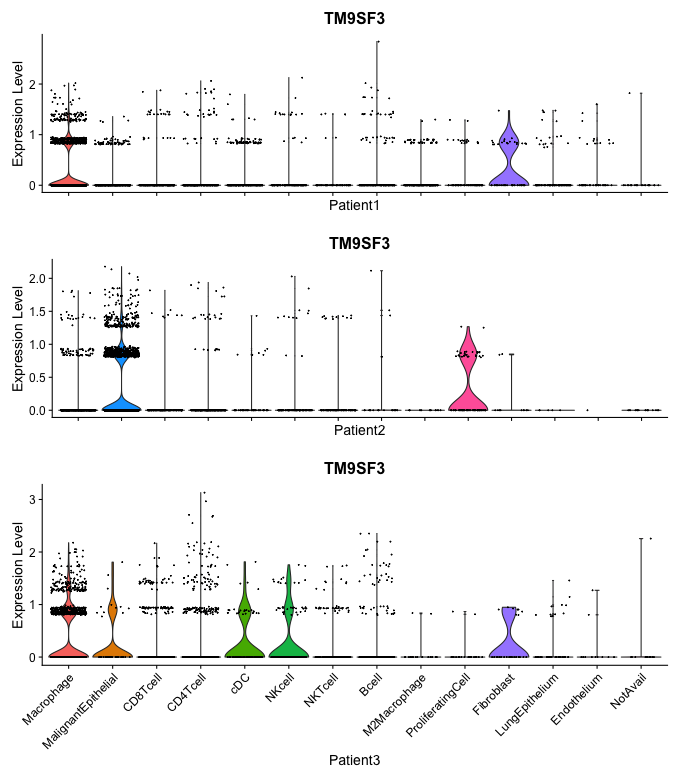 TM9SF3
Expression Level
2
1
0
Patient1
TM9SF3
Expression Level
2.0
1.5
1.0
0.5
0.0
Patient2
TM9SF3
Expression Level
3
2
1
0
Macrophage
MalignantEpithelial
CD8Tcell
CD4Tcell
cDC
NKcell
NKTcell
Bcell
M2Macrophage
ProliferatingCell
Fibroblast
LungEpithelium
Endothelium
NotAvail
Patient3